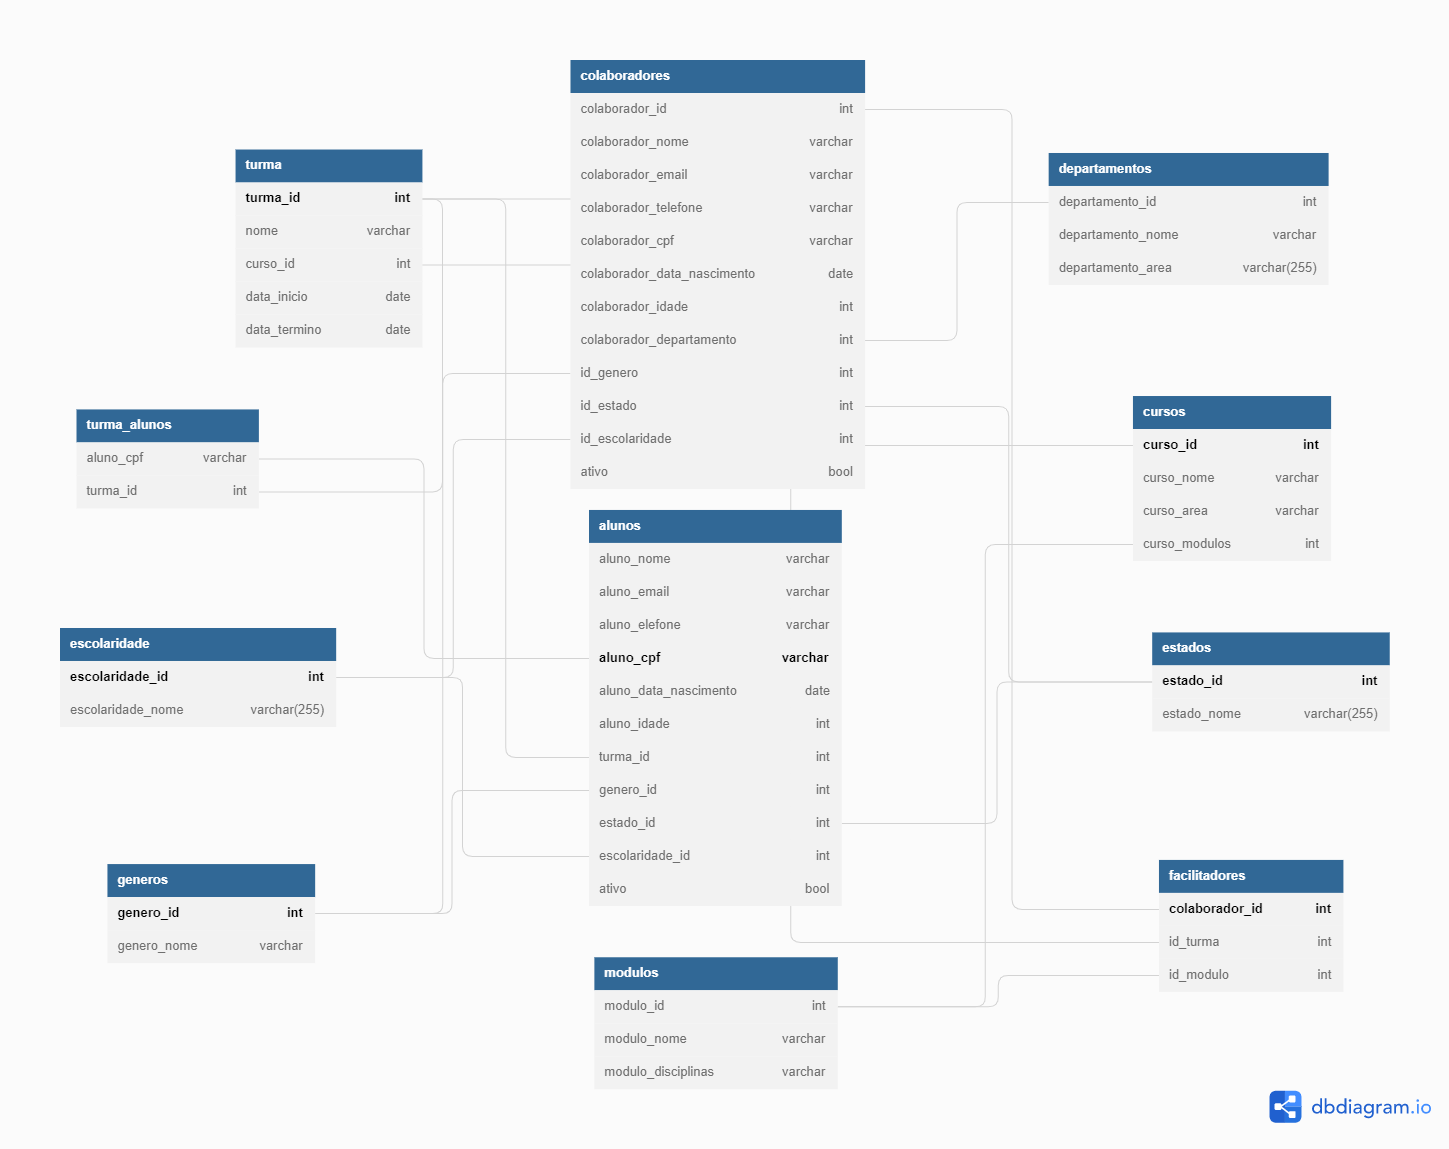 colaboradores
colaborador_id int
colaborador_nome varchar
colaborador_email varchar
colaborador_telefone varchar
colaborador_cpf varchar
colaborador_data_nascimento date
colaborador_idade int
colaborador_departamento int
id_genero int
id_estado int
id_escolaridade int
ativo bool
turma
turma_id int
nome varchar
curso_id int
data_inicio date
data_termino date
departamentos
departamento_id int
departamento_nome varchar
departamento_area varchar(255)
turma_alunos
aluno_cpf varchar
turma_id int
cursos
curso_id int
curso_nome varchar
curso_area varchar
curso_modulos int
alunos
aluno_nome varchar
aluno_email varchar
aluno_elefone varchar
aluno_cpf varchar
aluno_data_nascimento date
aluno_idade int
turma_id int
genero_id int
estado_id int
escolaridade_id int
ativo bool
escolaridade
escolaridade_id int
escolaridade_nome varchar(255)
estados
estado_id int
estado_nome varchar(255)
generos
genero_id int
genero_nome varchar
facilitadores
colaborador_id int
id_turma int
id_modulo int
modulos
modulo_id int
modulo_nome varchar
modulo_disciplinas varchar
dbdiagram.io